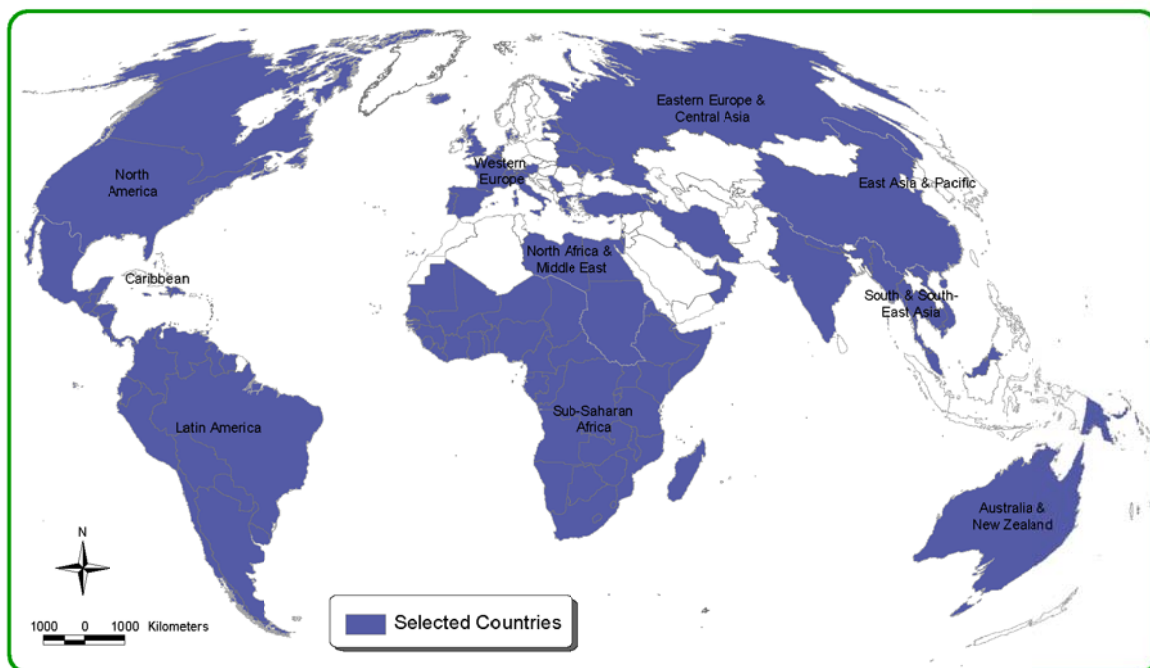 Eastern Europe &
Central Asia
North
America
Western
Europe
East Asia & Pacific
North Africa &
Middle East
Caribbean
South & South-
East Asia
Latin America
Sub-Saharan
Africa
Australia &
New Zealand
N
1000 0 1000 Kilometers
Selected Countries